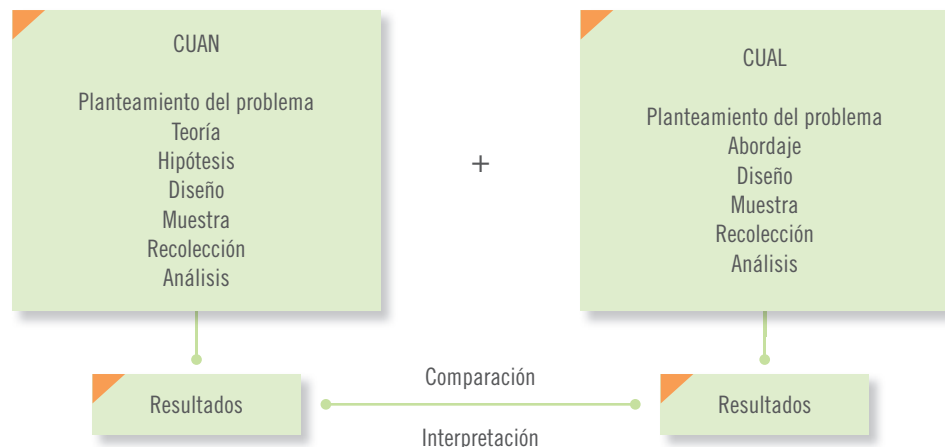 CUAN
Planteamiento del problema
Teoría
Hipótesis
Diseño
Muestra
Recolección
Análisis
+
CUAL
Planteamiento del problema
Abordaje
Diseño
Muestra
Recolección
Análisis
Resultados
Comparación
Interpretación
Resultados